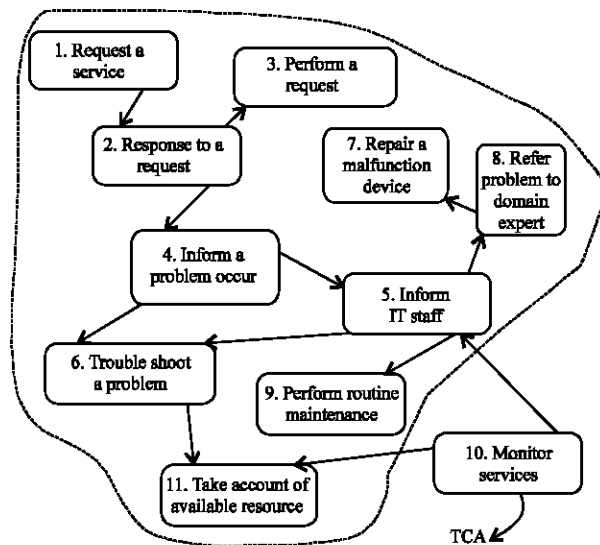 1. Request a
service
3. Perform a
request
2. Response to a
request
7. Repair a
malfunction
device
8. Refer
problem to
domain
expert
4. Inform a
problem occur
5. Inform
IT staff
6. Trouble shoot
a problem
9. Perform routine
maintenance
10. Monitor
services
11. Take account of
available resource
TCA